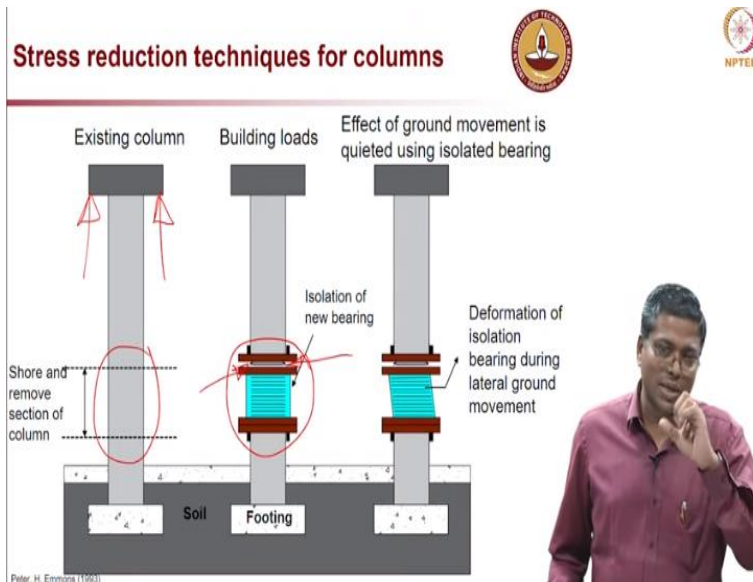 Stress reduction techniques for columns
NPTEL
Existing column
Building loads
Effect of ground movement is
quieted using isolated bearing
Isolation of
new bearing
Deformation of
isolation
bearing during
lateral ground
movement
Shore and
remove
section of
column
Soil
Footing
Peter, H. Emmons (1993)